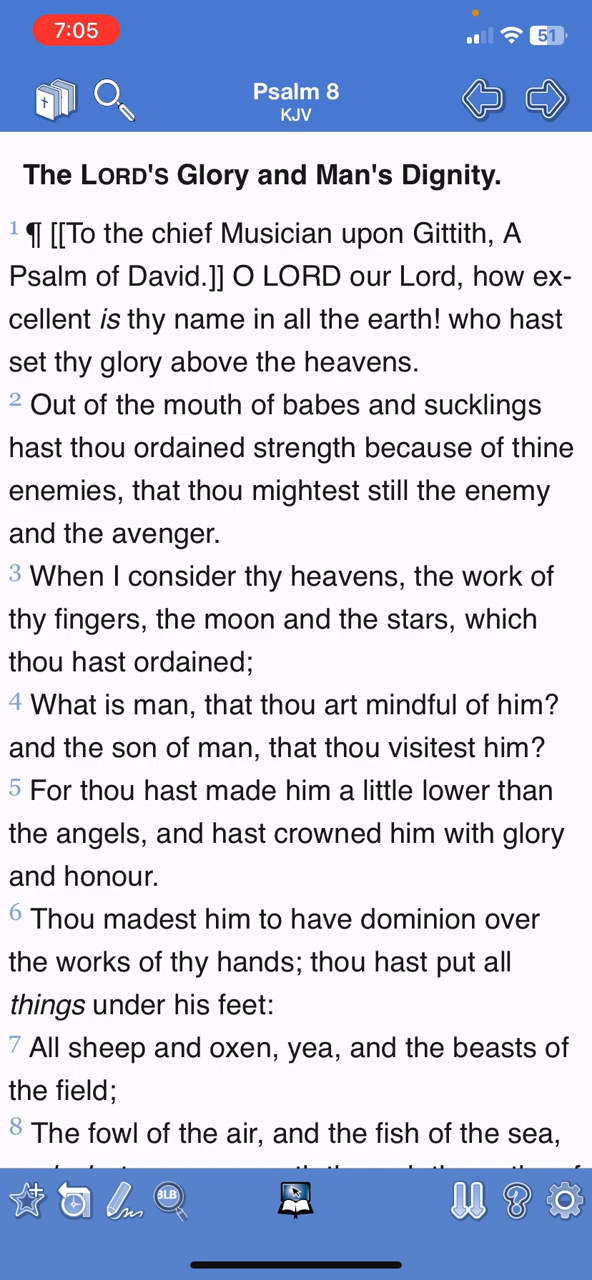 7:05
51
Psalm 8
KJV
The LORD'S Glory and Man's Dignity.
1 ¶ [[To the chief Musician upon Gittith, A
Psalm of David.]] O LORD our Lord, how ex-
cellent is thy name in all the earth! who hast
set thy glory above the heavens.
2 Out of the mouth of babes and sucklings
hast thou ordained strength because of thine
enemies, that thou mightest still the enemy
and the avenger.
3 When I consider thy heavens, the work of
thy fingers, the moon and the stars, which
thou hast ordained;
4 What is man, that thou art mindful of him?
and the son of man, that thou visitest him?
5 For thou hast made him a little lower than
the angels, and hast crowned him with glory
and honour.
6 Thou madest him to have dominion over
the works of thy hands; thou hast put all
things under his feet:
7 All sheep and oxen, yea, and the beasts of
the field;
8 The fowl of the air, and the fish of the sea,
BLB